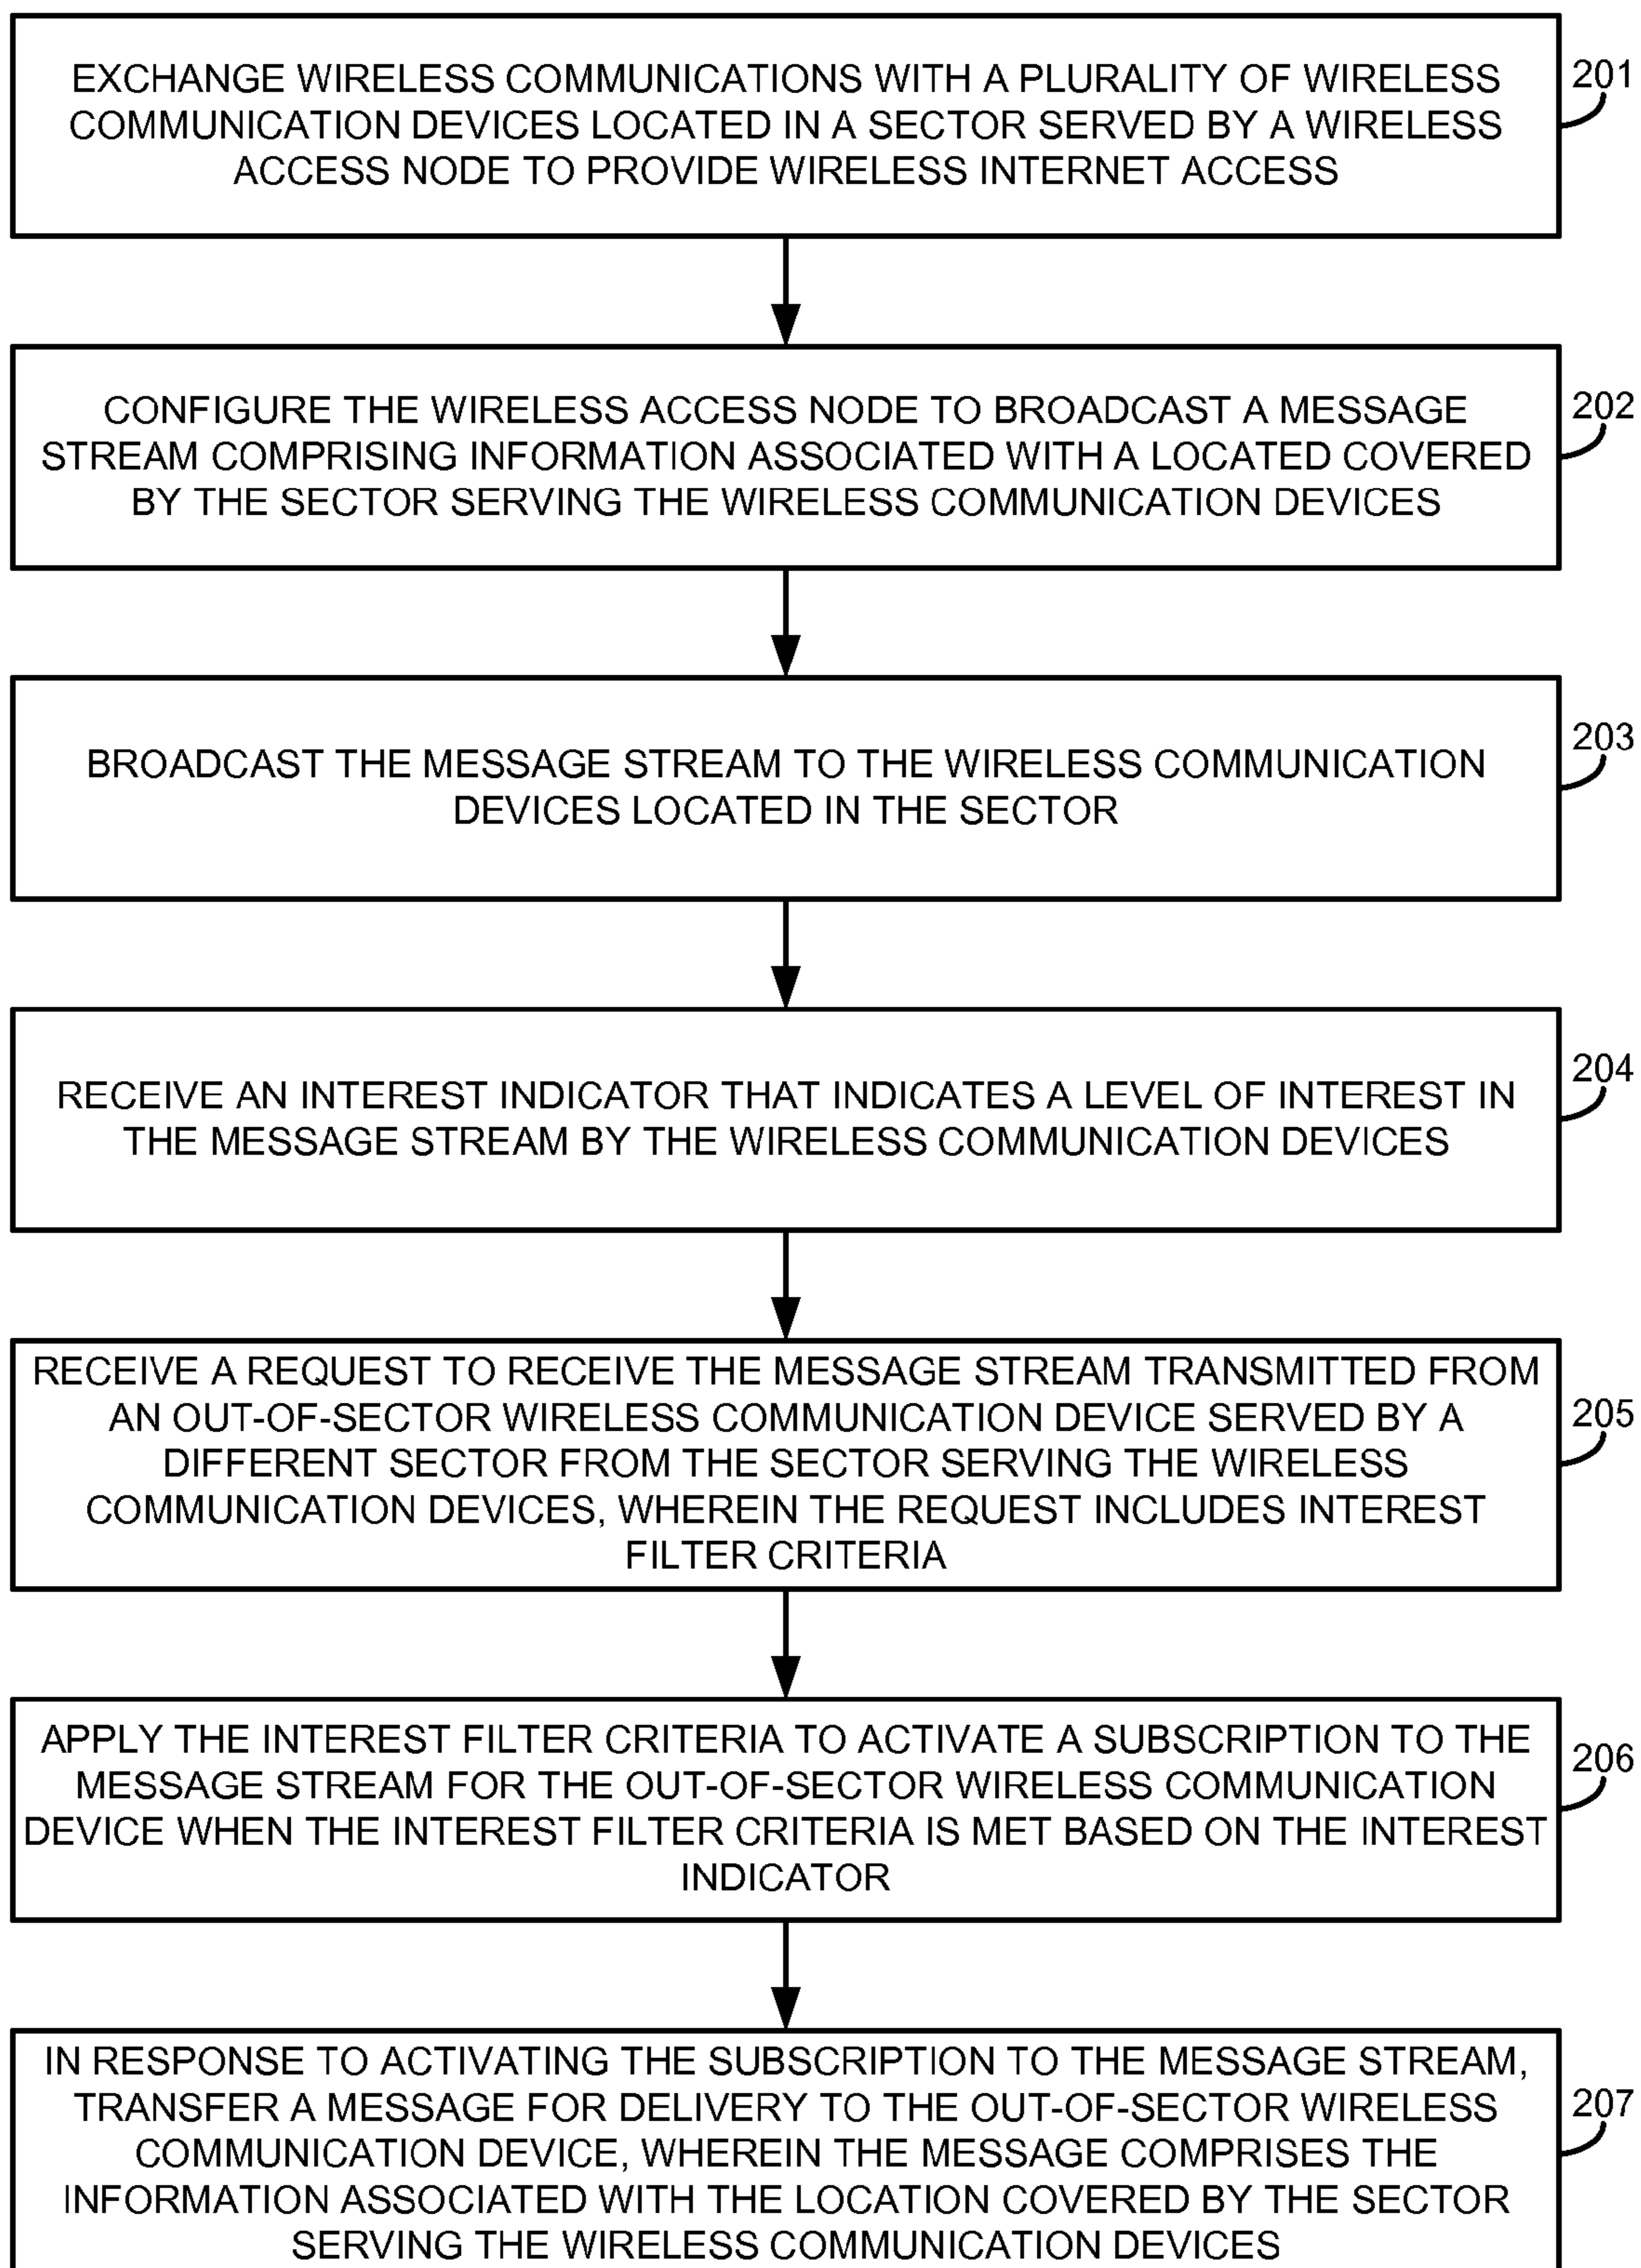 EXCHANGE WIRELESS COMMUNICATIONS WITH A PLURALITY OF WIRELESS
COMMUNICATION DEVICES LOCATED IN A SECTOR SERVED BY A WIRELESS
ACCESS NODE TO PROVIDE WIRELESS INTERNET ACCESS
201
CONFIGURE THE WIRELESS ACCESS NODE TO BROADCAST A MESSAGE
STREAM COMPRISING INFORMATION ASSOCIATED WITH A LOCATED COVERED
BY THE SECTOR SERVING THE WIRELESS COMMUNICATION DEVICES
202
BROADCAST THE MESSAGE STREAM TO THE WIRELESS COMMUNICATION
DEVICES LOCATED IN THE SECTOR
203
RECEIVE AN INTEREST INDICATOR THAT INDICATES A LEVEL OF INTEREST IN
THE MESSAGE STREAM BY THE WIRELESS COMMUNICATION DEVICES
204
RECEIVE A REQUEST TO RECEIVE THE MESSAGE STREAM TRANSMITTED FROM
AN OUT-OF-SECTOR WIRELESS COMMUNICATION DEVICE SERVED BY A
DIFFERENT SECTOR FROM THE SECTOR SERVING THE WIRELESS
COMMUNICATION DEVICES, WHEREIN THE REQUEST INCLUDES INTEREST
FILTER CRITERIA
205
APPLY THE INTEREST FILTER CRITERIA TO ACTIVATE A SUBSCRIPTION TO THE
MESSAGE STREAM FOR THE OUT-OF-SECTOR WIRELESS COMMUNICATION
DEVICE WHEN THE INTEREST FILTER CRITERIA IS MET BASED ON THE INTEREST
INDICATOR
206
IN RESPONSE TO ACTIVATING THE SUBSCRIPTION TO THE MESSAGE STREAM,
TRANSFER A MESSAGE FOR DELIVERY TO THE OUT-OF-SECTOR WIRELESS
COMMUNICATION DEVICE, WHEREIN THE MESSAGE COMPRISES THE
INFORMATION ASSOCIATED WITH THE LOCATION COVERED BY THE SECTOR
SERVING THE WIRELESS COMMUNICATION DEVICES
207